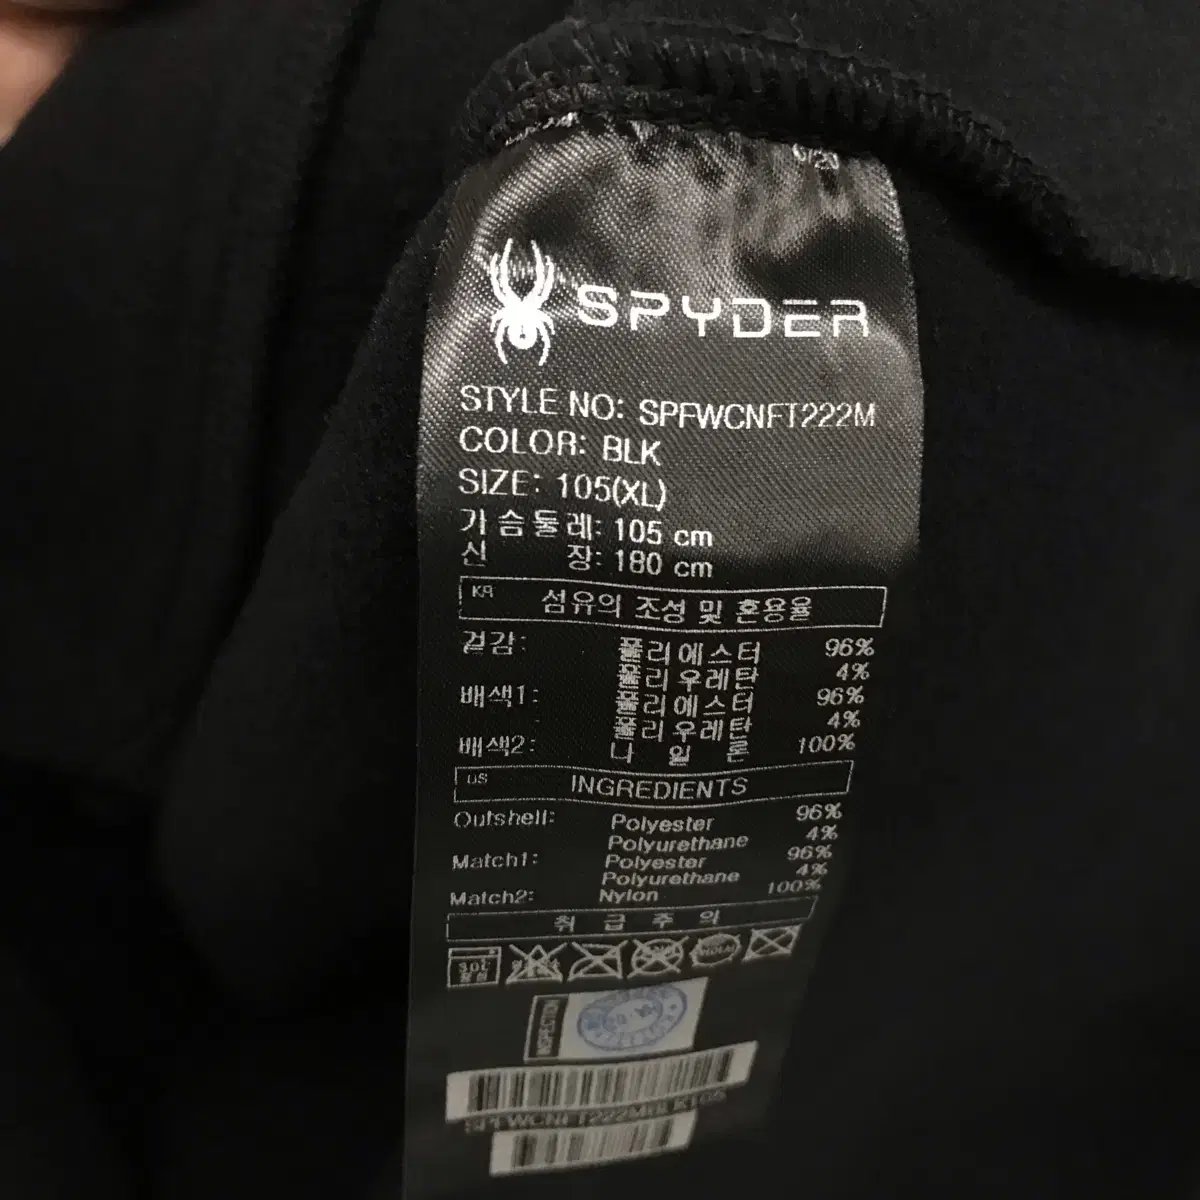 6/20
SPYDER
STYLE NO: SPFWCNFT222M
COLOR: BLK
SIZE: 105(XL)
가슴둘레: 105 cm
신 장: 180 cm
KR 섬유의 조성 및 혼용율
겉감: 폴리에스터 96%
폴리우레탄 4%
배색1: 폴리에스터 96%
폴리우레탄 4%
배색2: 나 일 론 100%
US INGREDIENTS
Outshell: Polyester 96%
Polyurethane 4%
Match1: Polyester 96%
Polyurethane 4%
Match2: Nylon 100%
취 급 주 의
INSPECTION
SPFWCNFT222MBLK105